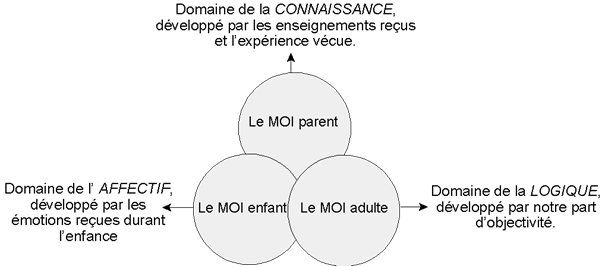 Domaine de la CONNAISSANCE,
développé par les enseignements reçus
et l'expérience vécue.
Le MOI parent
Domaine de l' AFFECTIF,
développé par les
émotions reçues durant
l'enfance
Le MOI enfant
Le MOI adulte
Domaine de la LOGIQUE,
développé par notre part
d'objectivité.